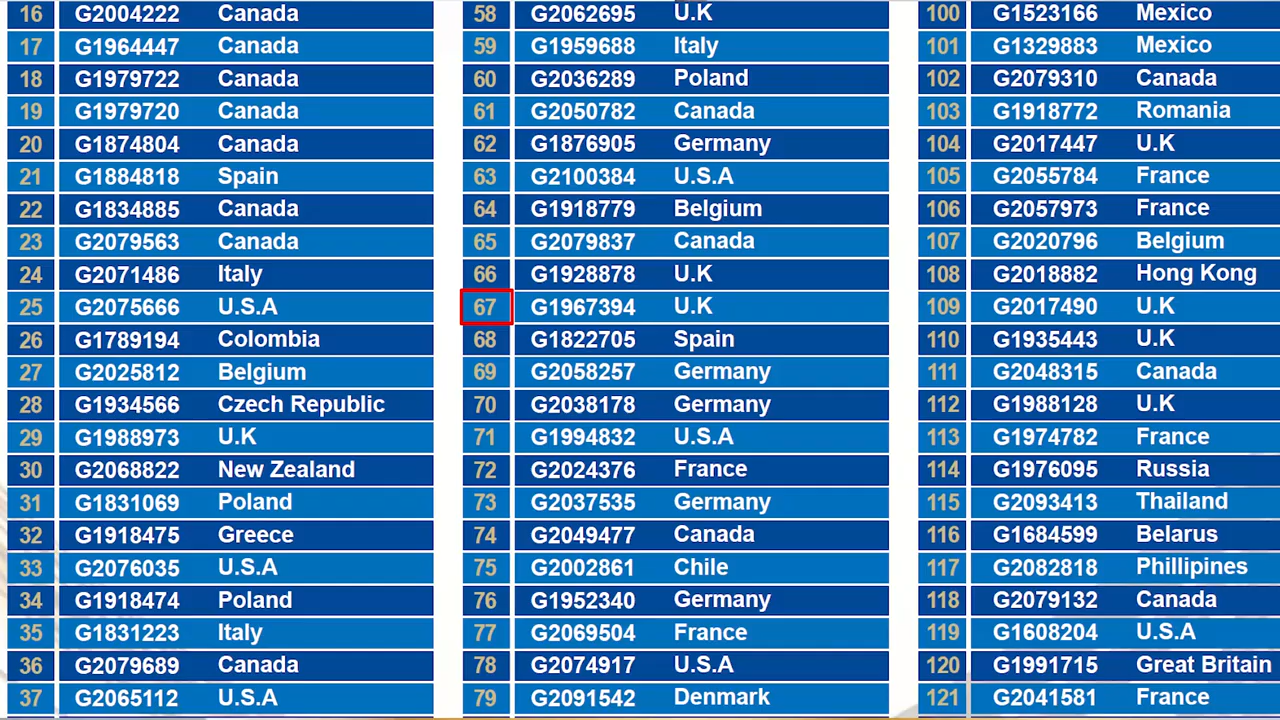 16 G2004222 Canada
17 G1964447 Canada
18 G1979722 Canada
19 G1979720 Canada
20 G1874804 Canada
21 G1884818 Spain
22 G1834885 Canada
23 G2079563 Canada
24 G2071486 Italy
25 G2075666 U.S.A
26 G1789194 Colombia
27 G2025812 Belgium
28 G1934566 Czech Republic
29 G1988973 U.K
30 G2068822 New Zealand
31 G1831069 Poland
32 G1918475 Greece
33 G2076035 U.S.A
34 G1918474 Poland
35 G1831223 Italy
36 G2079689 Canada
37 G2065112 U.S.A
58 G2062695 U.K
59 G1959688 Italy
60 G2036289 Poland
61 G2050782 Canada
62 G1876905 Germany
63 G2100384 U.S.A
64 G1918779 Belgium
65 G2079837 Canada
66 G1928878 U.K
67 G1967394 U.K
68 G1822705 Spain
69 G2058257 Germany
70 G2038178 Germany
71 G1994832 U.S.A
72 G2024376 France
73 G2037535 Germany
74 G2049477 Canada
75 G2002861 Chile
76 G1952340 Germany
77 G2069504 France
78 G2074917 U.S.A
79 G2091542 Denmark
100 G1523166 Mexico
101 G1329883 Mexico
102 G2079310 Canada
103 G1918772 Romania
104 G2017447 U.K
105 G2055784 France
106 G2057973 France
107 G2020796 Belgium
108 G2018882 Hong Kong
109 G2017490 U.K
110 G1935443 U.K
111 G2048315 Canada
112 G1988128 U.K
113 G1974782 France
114 G1976095 Russia
115 G2093413 Thailand
116 G1684599 Belarus
117 G2082818 Phillipines
118 G2079132 Canada
119 G1608204 U.S.A
120 G1991715 Great Britain
121 G2041581 France